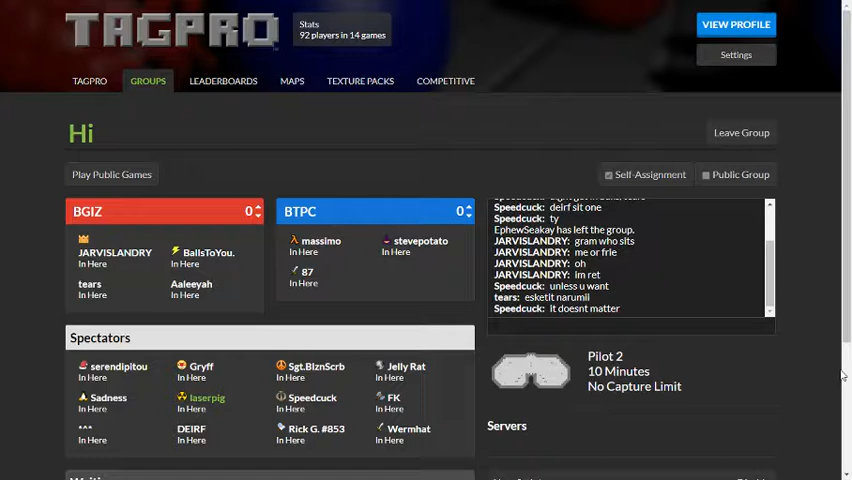 TAGPRO
Stats
92 players in 14 games
VIEW PROFILE
Settings
TAGPRO GROUPS LEADERBOARDS MAPS TEXTURE PACKS COMPETITIVE
Hi
Leave Group
Play Public Games
Self-Assignment
Public Group
BGIZ 0
JARVISLANDRY
In Here
BallsToYou.
In Here
tears
In Here
Aaleeyah
In Here
BTPC 0
massimo
In Here
stevepotato
In Here
87
In Here
Speedcuck: deirf sit one
Speedcuck: ty
EphewSeakay has left the group.
JARVISLANDRY: gram who sits
JARVISLANDRY: me or frie
JARVISLANDRY: oh
JARVISLANDRY: im ret
Speedcuck: unless u want
tears: esketit narumii
Speedcuck: It doesnt matter
Spectators
serendipitou
In Here
Gryff
In Here
Sgt.BlznScrb
In Here
Jelly Rat
In Here
Sadness
In Here
laserpig
In Here
Speedcuck
In Here
FK
In Here
^^^
In Here
DEIRF
In Here
Rick G. #853
In Here
Wermhat
In Here
Pilot 2
10 Minutes
No Capture Limit
Servers